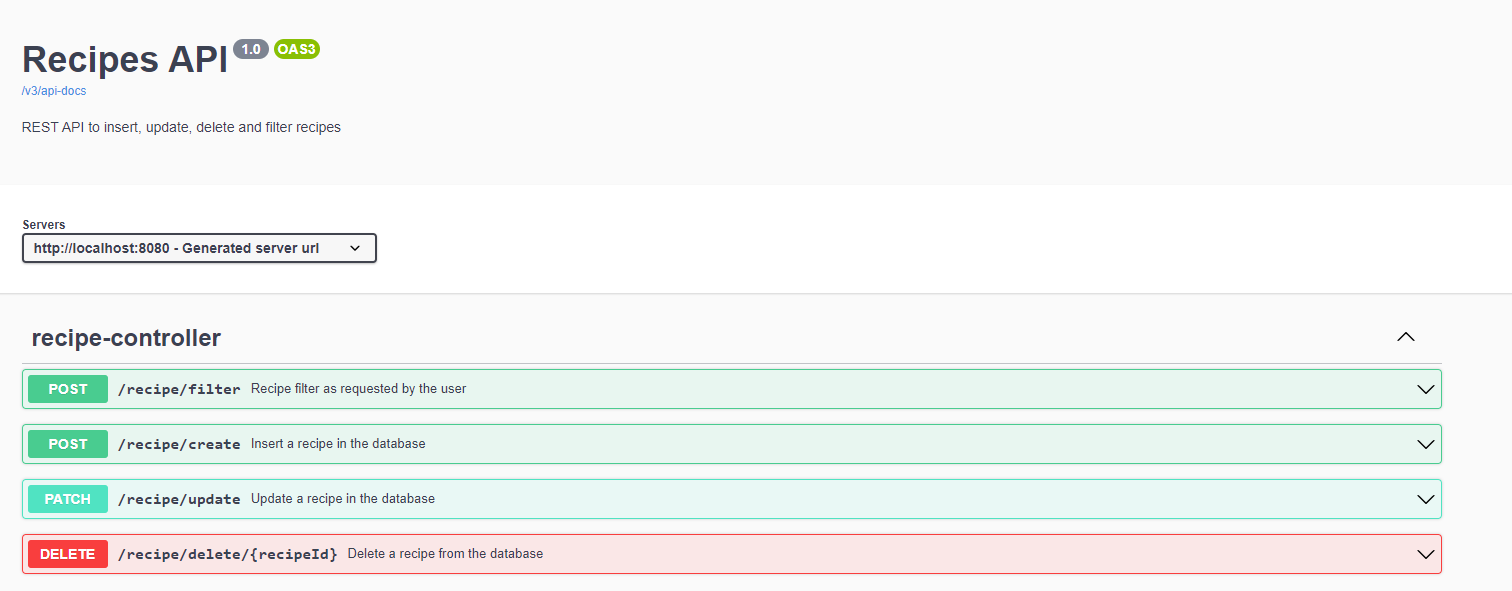 Recipes API 1.0 OAS3
/v3/api-docs
REST API to insert, update, delete and filter recipes
Servers
http://localhost:8080 - Generated server url
recipe-controller
POST /recipe/filter Recipe filter as requested by the user
POST /recipe/create Insert a recipe in the database
PATCH /recipe/update Update a recipe in the database
DELETE /recipe/delete/{recipeId} Delete a recipe from the database